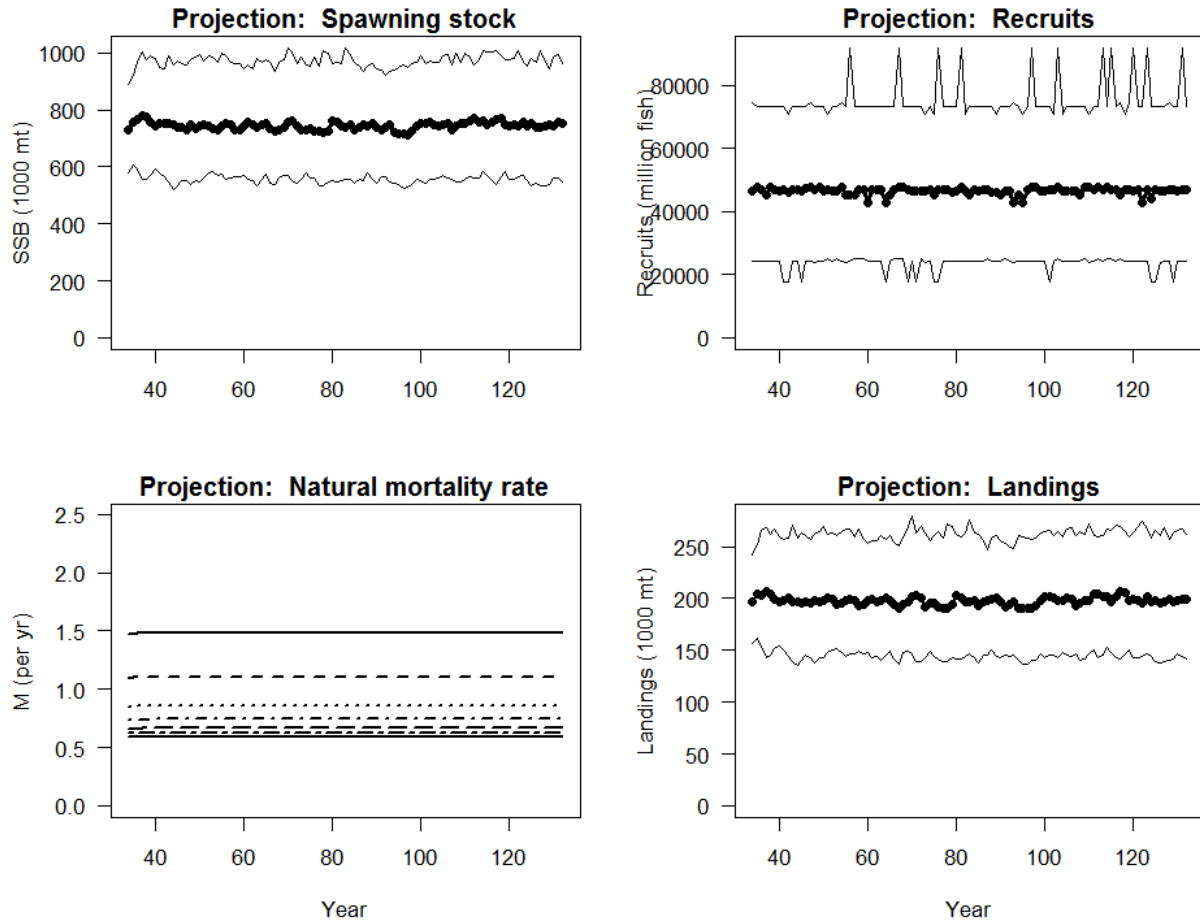 Projection:  Spawning stock
SSB (1000 mt)
1000
800
600
400
200
0
40 60 80 100 120
Projection:  Recruits
Recruits (million fish)
80000
60000
40000
20000
0
40 60 80 100 120
Projection:  Natural mortality rate
M (per yr)
2.5
2.0
1.5
1.0
0.5
0.0
40 60 80 100 120
Year
Projection:  Landings
Landings (1000 mt)
250
200
150
100
50
0
40 60 80 100 120
Year